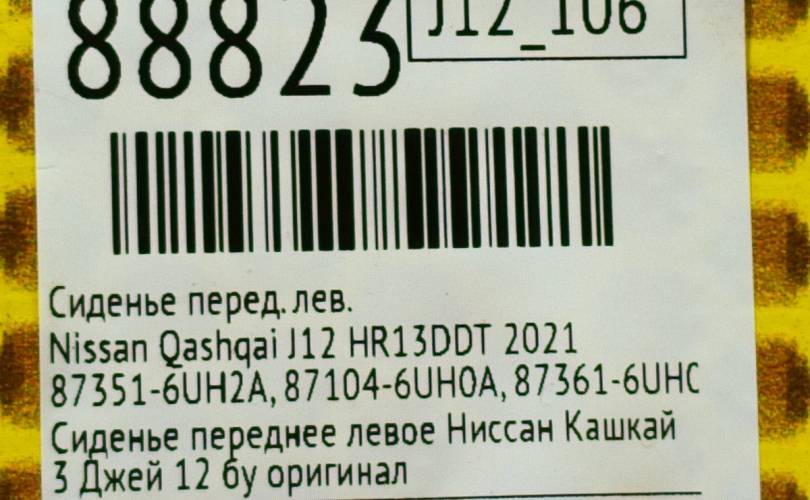 88823
J12_106
Сиденье перед. лев.
Nissan Qashqai J12 HR13DDT 2021
87351-6UH2A, 87104-6UH0A, 87361-6UHC
Сиденье переднее левое Ниссан Кашкай
3 Джей 12 бу оригинал